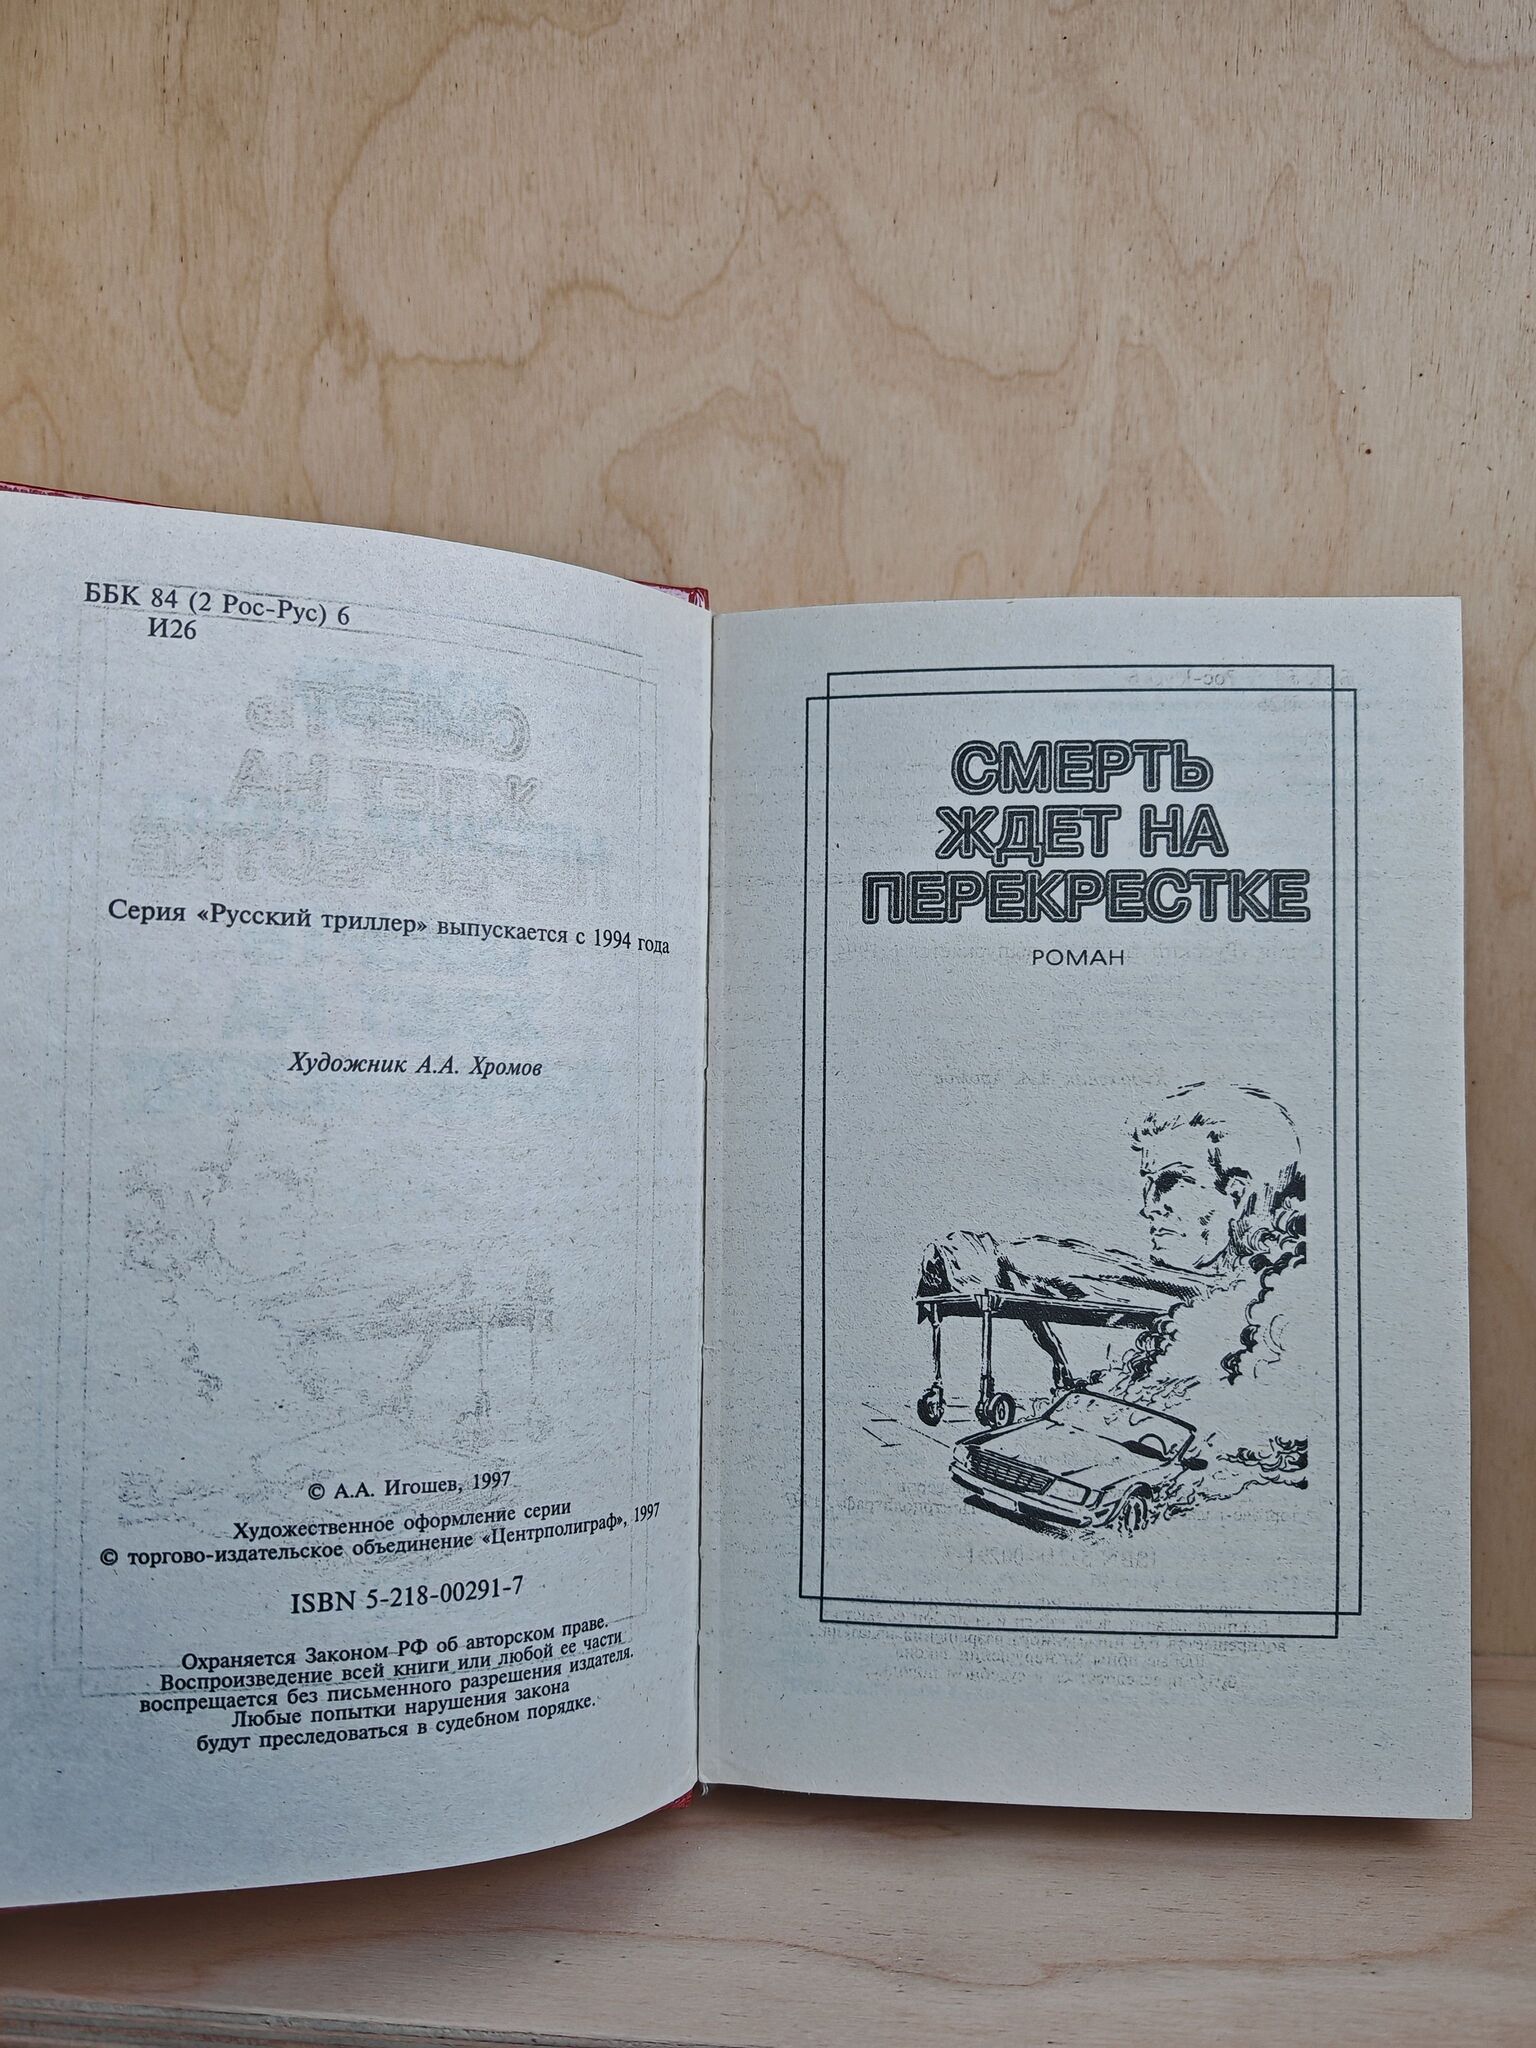 ББК 84 (2 Рос-Рус) 6
И26
Серия «Русский триллер» выпускается с 1994 года
Художник А.А. Хромов
© А.А. Игошев, 1997
Художественное оформление серии
© торгово-издательское объединение «Центрполиграф», 1997
ISBN 5-218-00291-7
Охраняется Законом РФ об авторском праве.
Воспроизведение всей книги или любой ее части
воспрещается без письменного разрешения издателя.
Любые попытки нарушения закона
будут преследоваться в судебном порядке.
СМЕРТЬ
ЖДЕТ НА
ПЕРЕКРЕСТКЕ
РОМАН